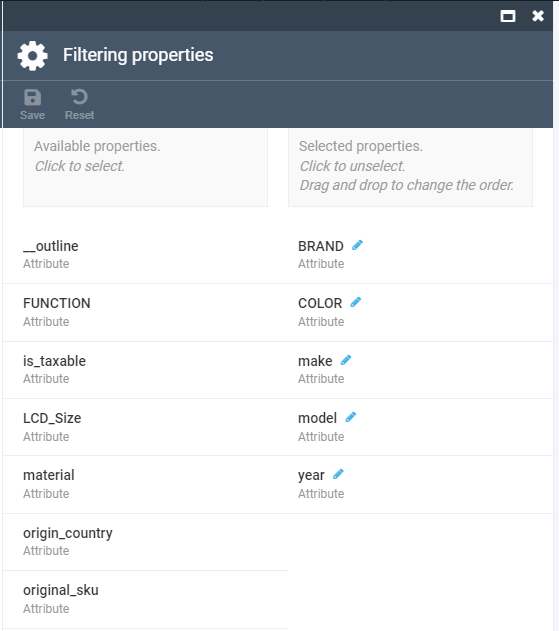 Filtering properties
Save
Reset
Available properties.
Click to select.
Selected properties.
Click to unselect.
Drag and drop to change the order.
__outline
Attribute
FUNCTION
Attribute
is_taxable
Attribute
LCD_Size
Attribute
material
Attribute
origin_country
Attribute
original_sku
Attribute
BRAND
Attribute
COLOR
Attribute
make
Attribute
model
Attribute
year
Attribute